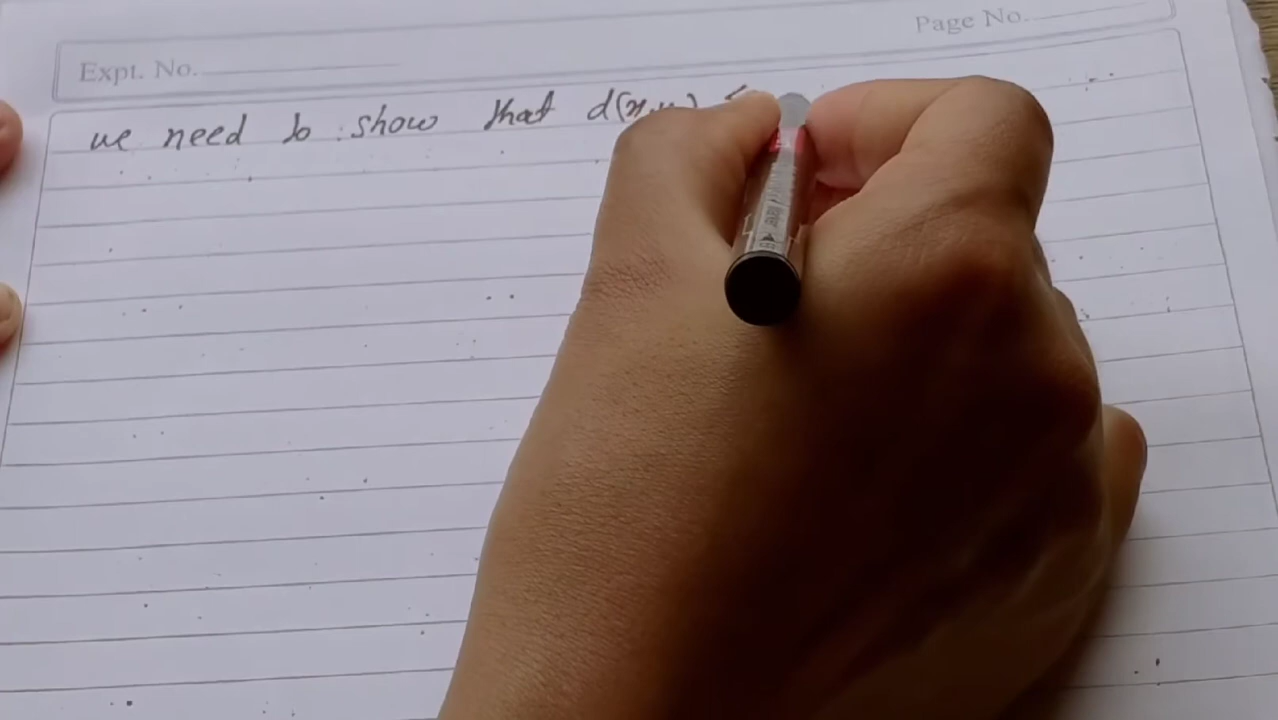 Page No.
Expt. No.
we need to show that d(x,y) ≤